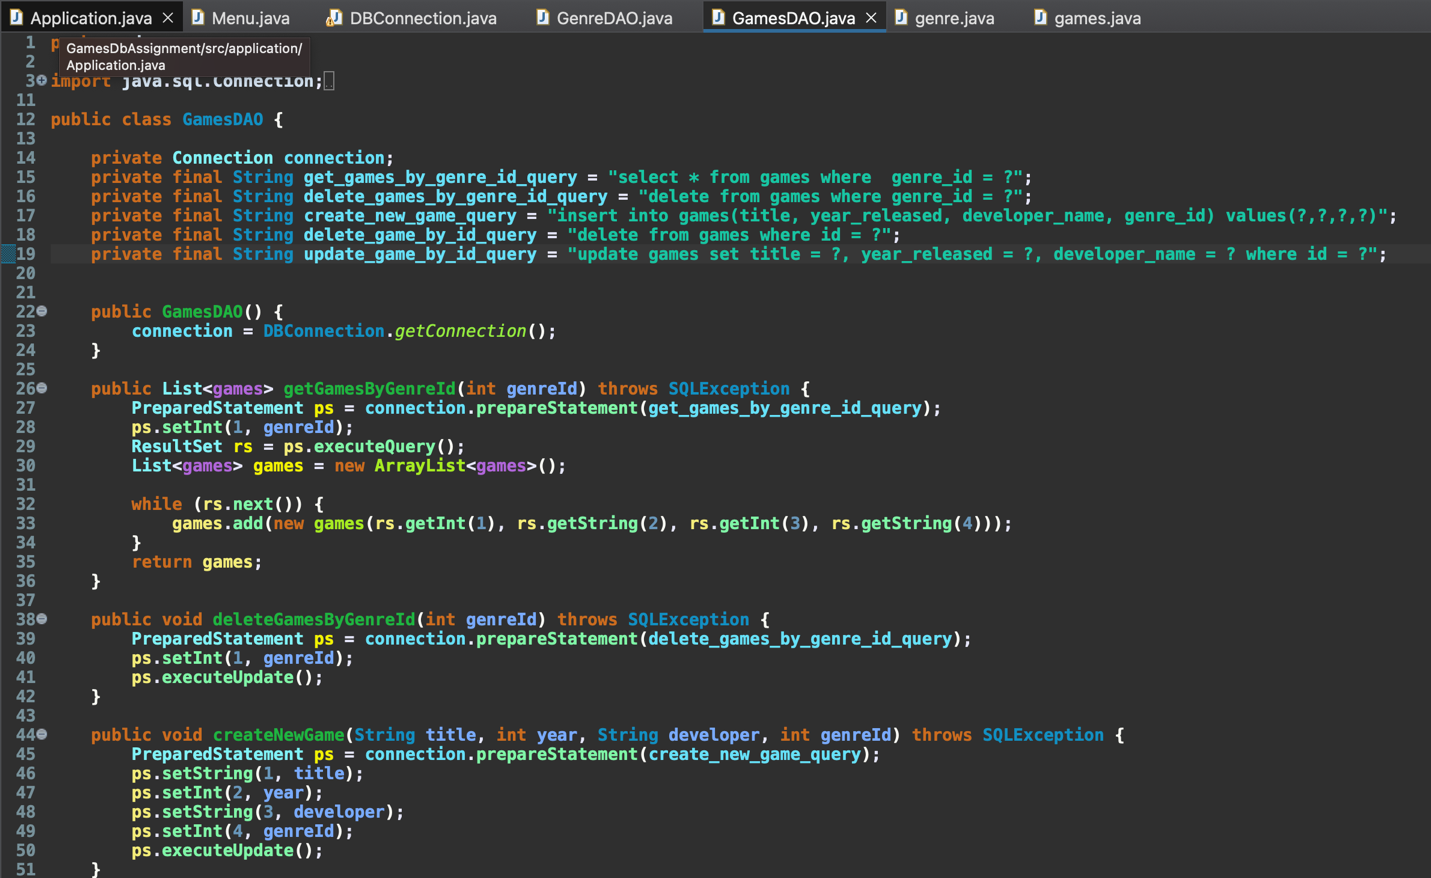 Application.java Menu.java DBConnection.java GenreDAO.java GamesDAO.java genre.java games.java
GamesDbAssignment/src/application/
Application.java
1
2
3 import java.sql.Connection;
11
12 public class GamesDAO {
13
14 private Connection connection;
15 private final String get_games_by_genre_id_query = "select * from games where  genre_id = ?";
16 private final String delete_games_by_genre_id_query = "delete from games where genre_id = ?";
17 private final String create_new_game_query = "insert into games(title, year_released, developer_name, genre_id) values(?,?,?,?)";
18 private final String delete_game_by_id_query = "delete from games where id = ?";
19 private final String update_game_by_id_query = "update games set title = ?, year_released = ?, developer_name = ? where id = ?";
20
21
22 public GamesDAO() {
23 connection = DBConnection.getConnection();
24 }
25
26 public List<games> getGamesByGenreId(int genreId) throws SQLException {
27 PreparedStatement ps = connection.prepareStatement(get_games_by_genre_id_query);
28 ps.setInt(1, genreId);
29 ResultSet rs = ps.executeQuery();
30 List<games> games = new ArrayList<games>();
31
32 while (rs.next()) {
33 games.add(new games(rs.getInt(1), rs.getString(2), rs.getInt(3), rs.getString(4)));
34 }
35 return games;
36 }
37
38 public void deleteGamesByGenreId(int genreId) throws SQLException {
39 PreparedStatement ps = connection.prepareStatement(delete_games_by_genre_id_query);
40 ps.setInt(1, genreId);
41 ps.executeUpdate();
42 }
43
44 public void createNewGame(String title, int year, String developer, int genreId) throws SQLException {
45 PreparedStatement ps = connection.prepareStatement(create_new_game_query);
46 ps.setString(1, title);
47 ps.setInt(2, year);
48 ps.setString(3, developer);
49 ps.setInt(4, genreId);
50 ps.executeUpdate();
51 }